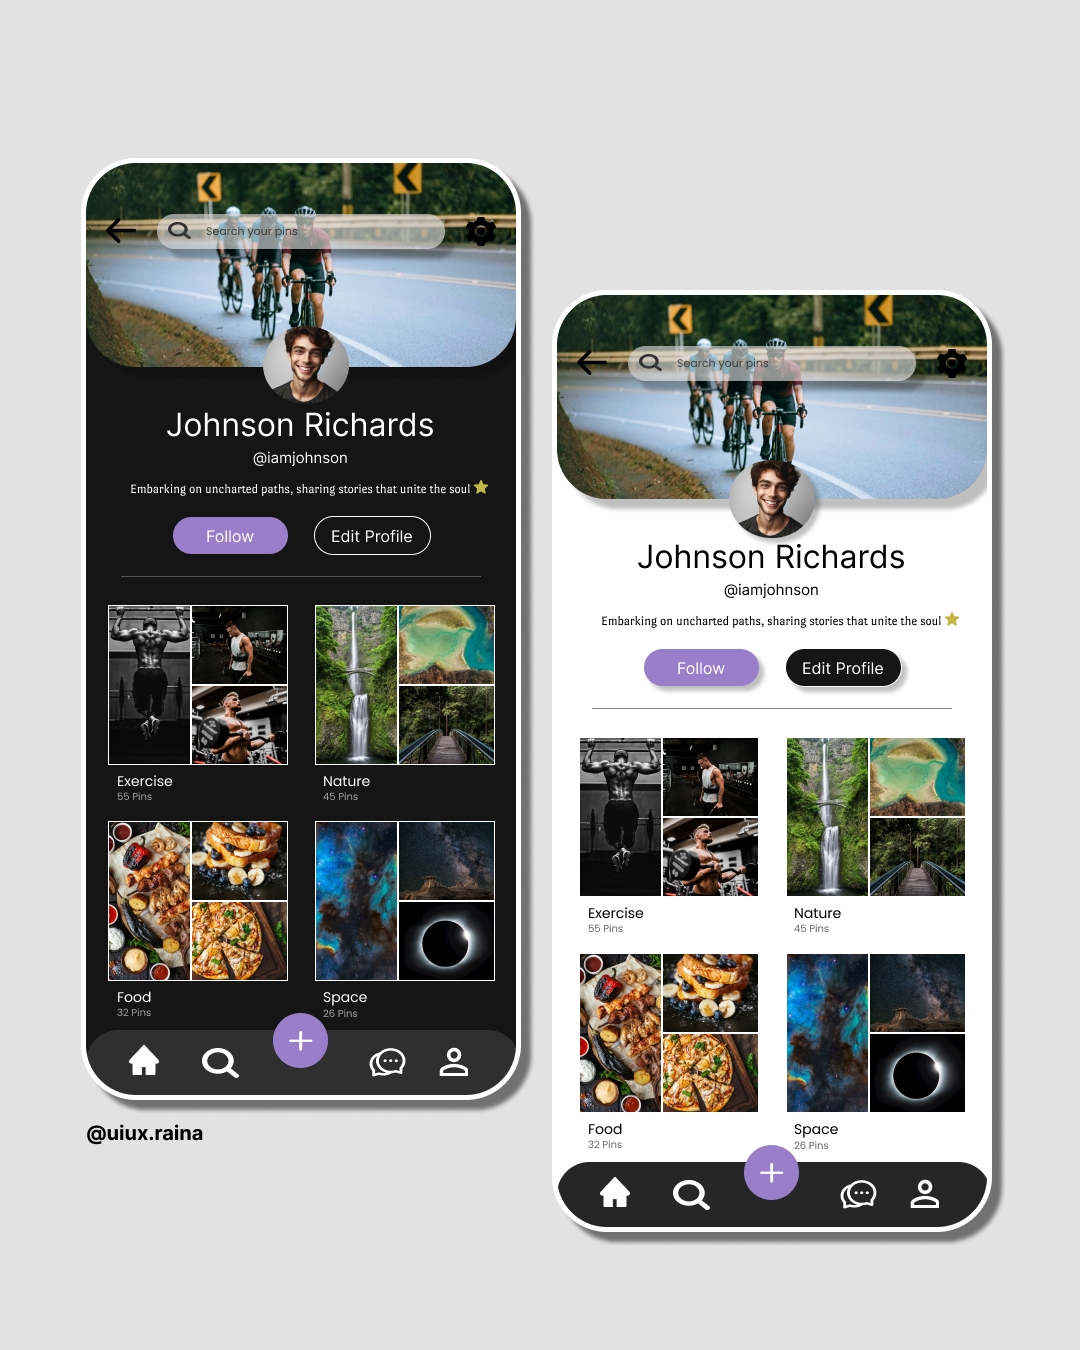 Search your pins
Johnson Richards
@iamjohnson
Embarking on uncharted paths, sharing stories that unite the soul ⭐
Follow
Edit Profile
Exercise
55 Pins
Nature
45 Pins
Food
32 Pins
Space
26 Pins
@uiux.raina
Search your pins
Johnson Richards
@iamjohnson
Embarking on uncharted paths, sharing stories that unite the soul ⭐
Follow
Edit Profile
Exercise
55 Pins
Nature
45 Pins
Food
32 Pins
Space
26 Pins